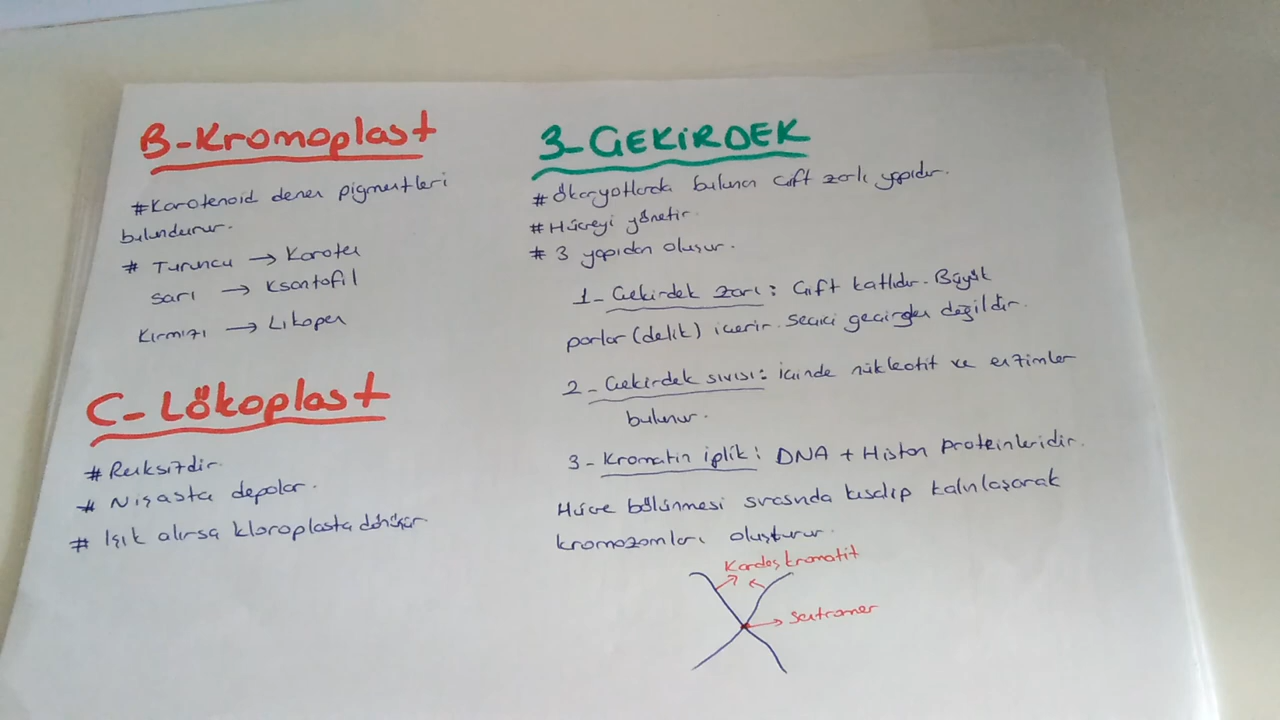 B-Kromoplast
#Karotenoid denen pigmentleri
bulundurur.
# Turuncu → Karoten
Sarı → Ksantofil
Kırmızı → Likopen
C-Lökoplast
# Renksizdir.
# Nişasta depolar.
# Işık alırsa kloroplasta dönüşür
3-ÇEKİRDEK
# Ökaryotlarda bulunan çift zarlı yapıdır.
# Hücreyi yönetir.
# 3 yapıdan oluşur.
1- Çekirdek zarı: Çift katlıdır. Büyük
porlar (delik) içerir. Seçici geçirgen değildir.
2- Çekirdek sıvısı: İçinde nükleotit ve enzimler
bulunur.
3- Kromatin iplik: DNA + Histon proteinleridir.
Hücre bölünmesi sırasında kısalıp kalınlaşarak
kromozomları oluşturur.
Kardeş kromatit
→ Sentromer